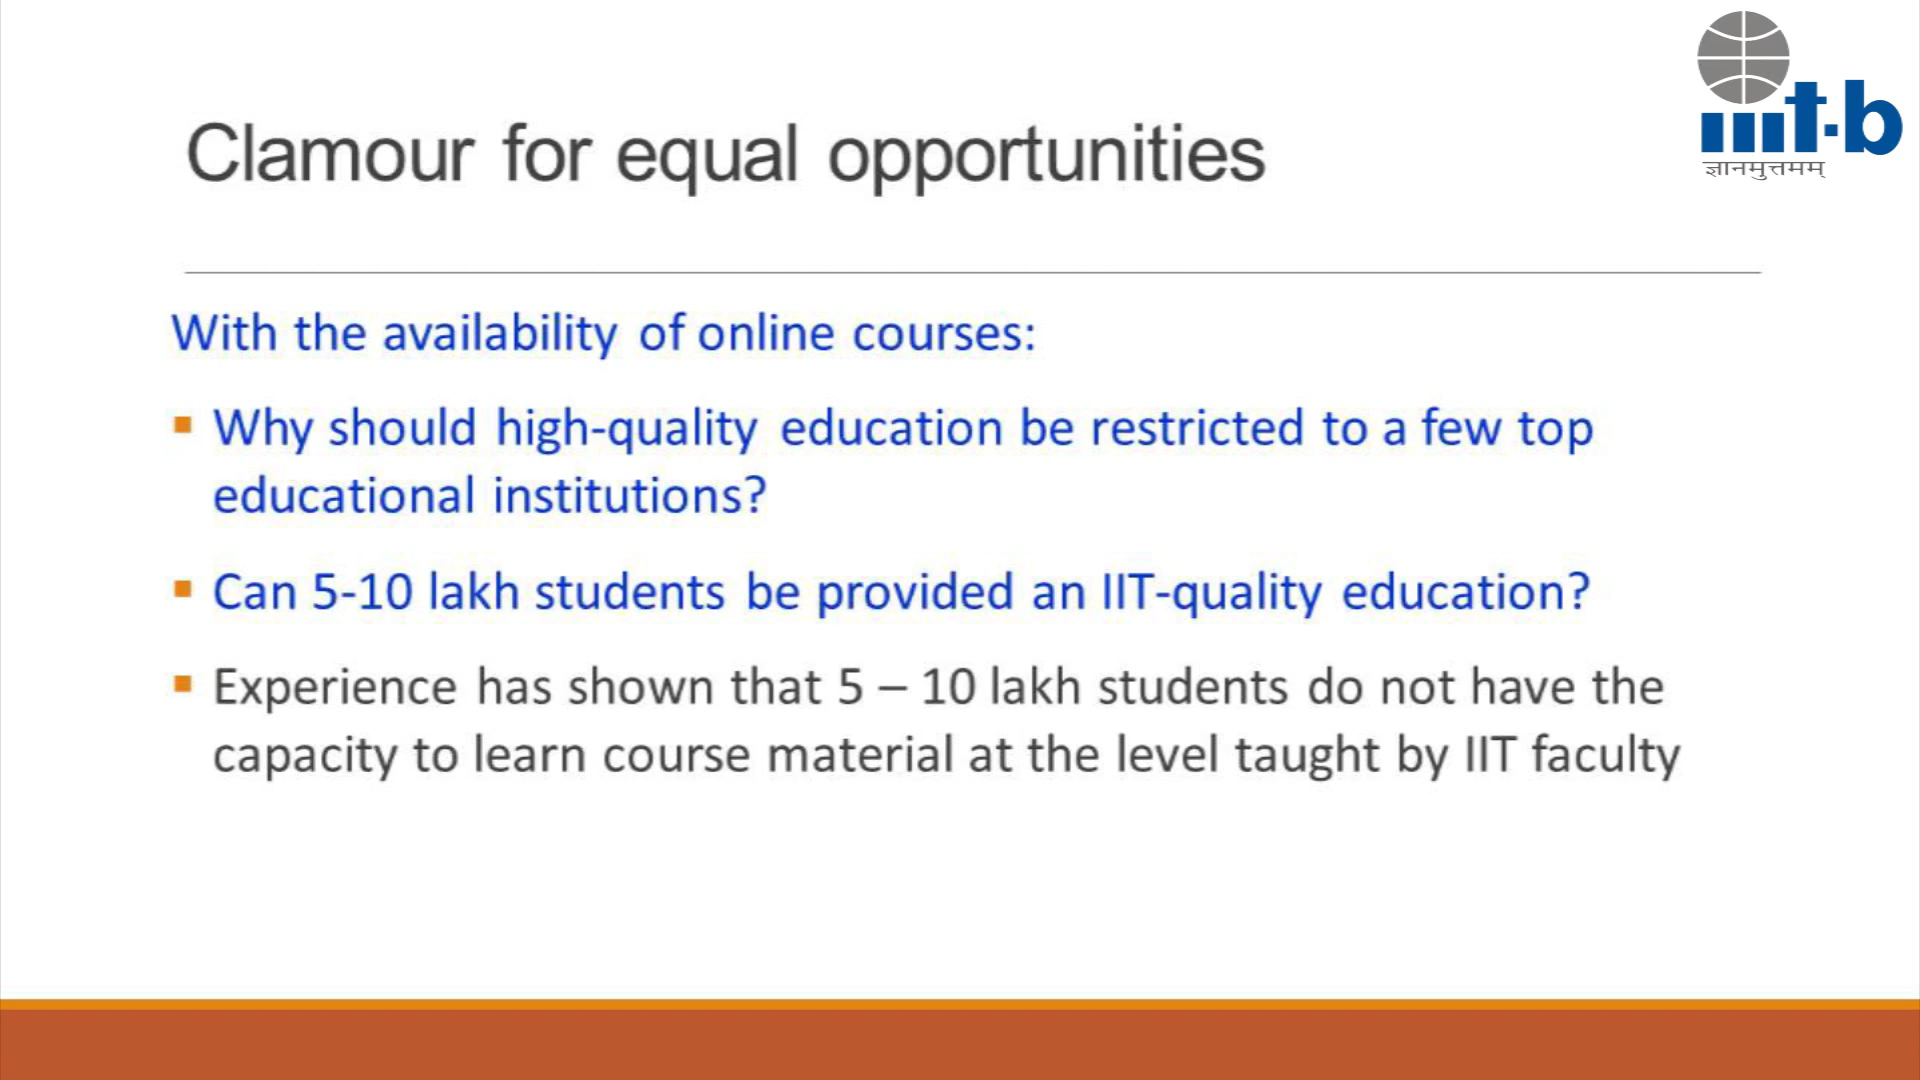 iiit-b
ज्ञानमुत्तमम्
Clamour for equal opportunities
With the availability of online courses:
▪ Why should high-quality education be restricted to a few top
educational institutions?
▪ Can 5-10 lakh students be provided an IIT-quality education?
▪ Experience has shown that 5 – 10 lakh students do not have the
capacity to learn course material at the level taught by IIT faculty